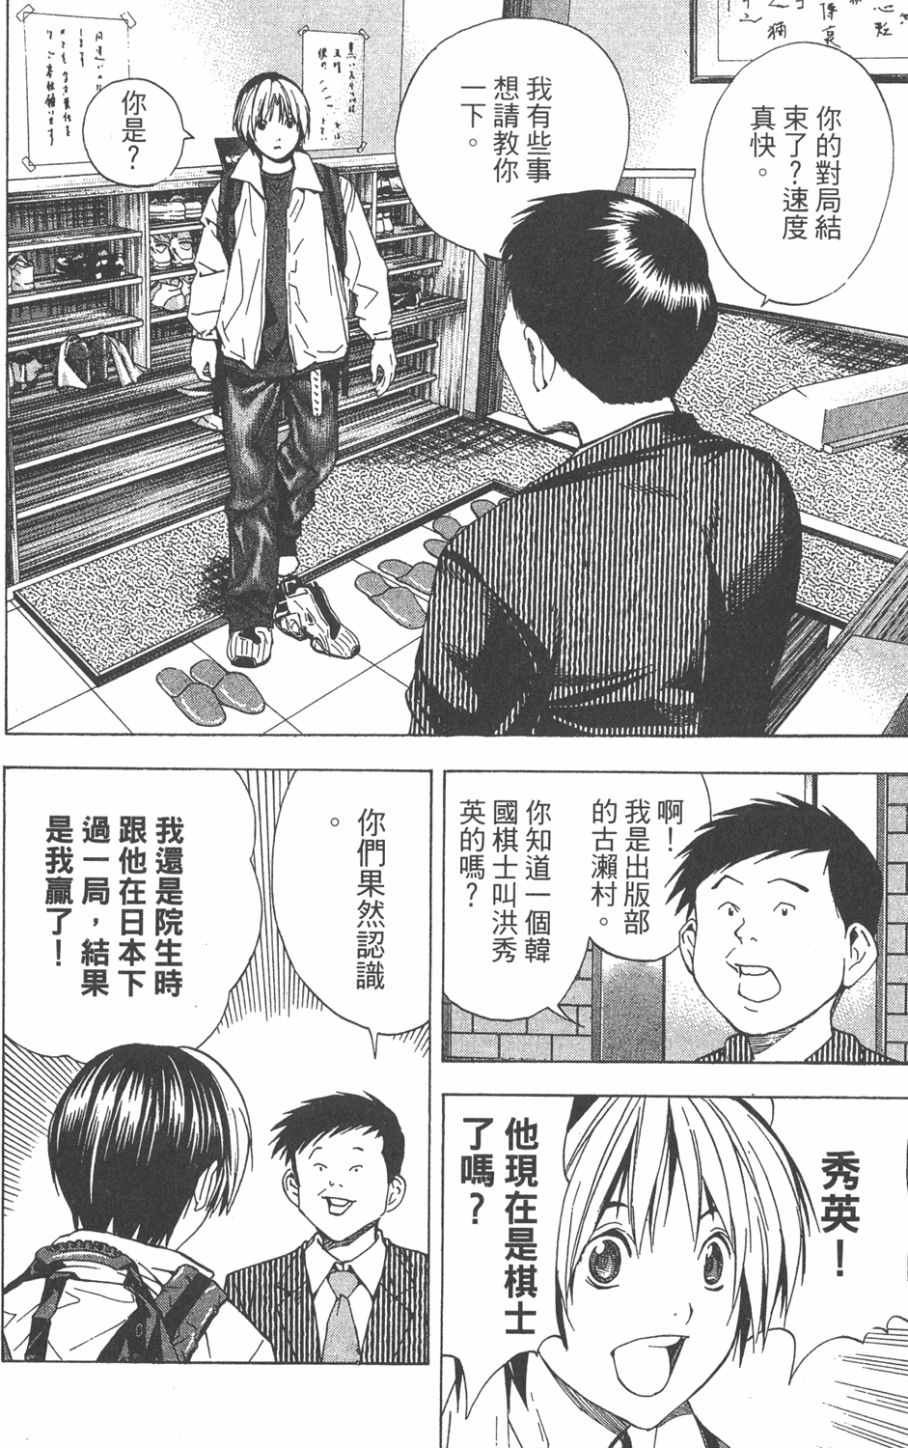 你的對局結
束了?速度
真快。
我有些事
想請教你
一下。
你是?
啊!
我是出版部
的古瀨村。
你知道一個韓
國棋士叫洪秀
英的嗎?
秀英!
他現在是棋士
了嗎?
你們果然認識
。
我還是院生時
跟他在日本下
過一局,結果
是我贏了!